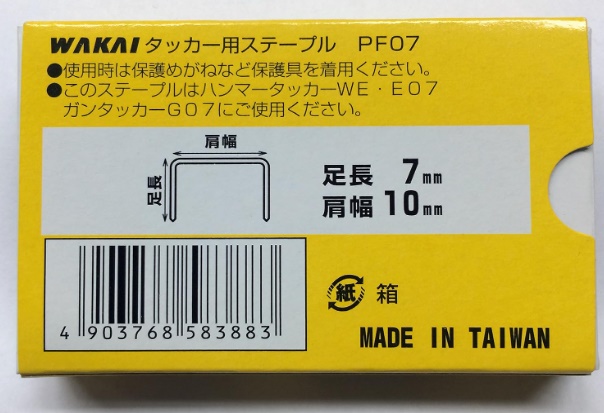 WAKAI タッカー用ステープル PF07
●使用時は保護めがねなど保護具を着用ください。
●このステープルはハンマータッカーWE・E07
ガンタッカーG07にご使用ください。
肩幅
足長
足長 7mm
肩幅 10mm
紙 箱
4 903768 583883
MADE IN TAIWAN